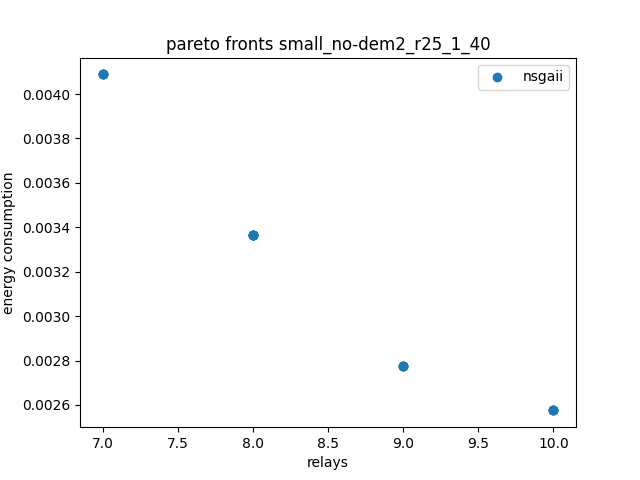 pareto fronts small_no-dem2_r25_1_40
nsgaii
energy consumption
0.0040
0.0038
0.0036
0.0034
0.0032
0.0030
0.0028
0.0026
7.0 7.5 8.0 8.5 9.0 9.5 10.0
relays